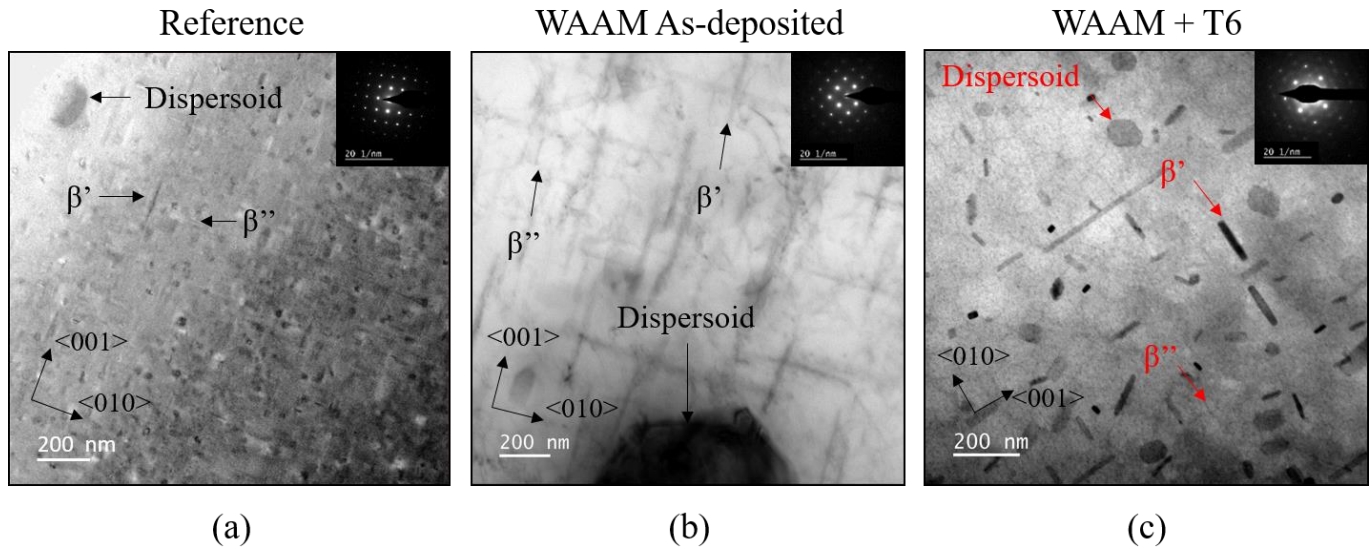 Reference
WAAM As-deposited
WAAM + T6
Dispersoid
20 1/nm
β’
β”
<001>
<010>
200 nm
20 1/nm
β’
β”
Dispersoid
<001>
<010>
200 nm
Dispersoid
20 1/nm
β’
β”
<010>
<001>
200 nm
(a)
(b)
(c)